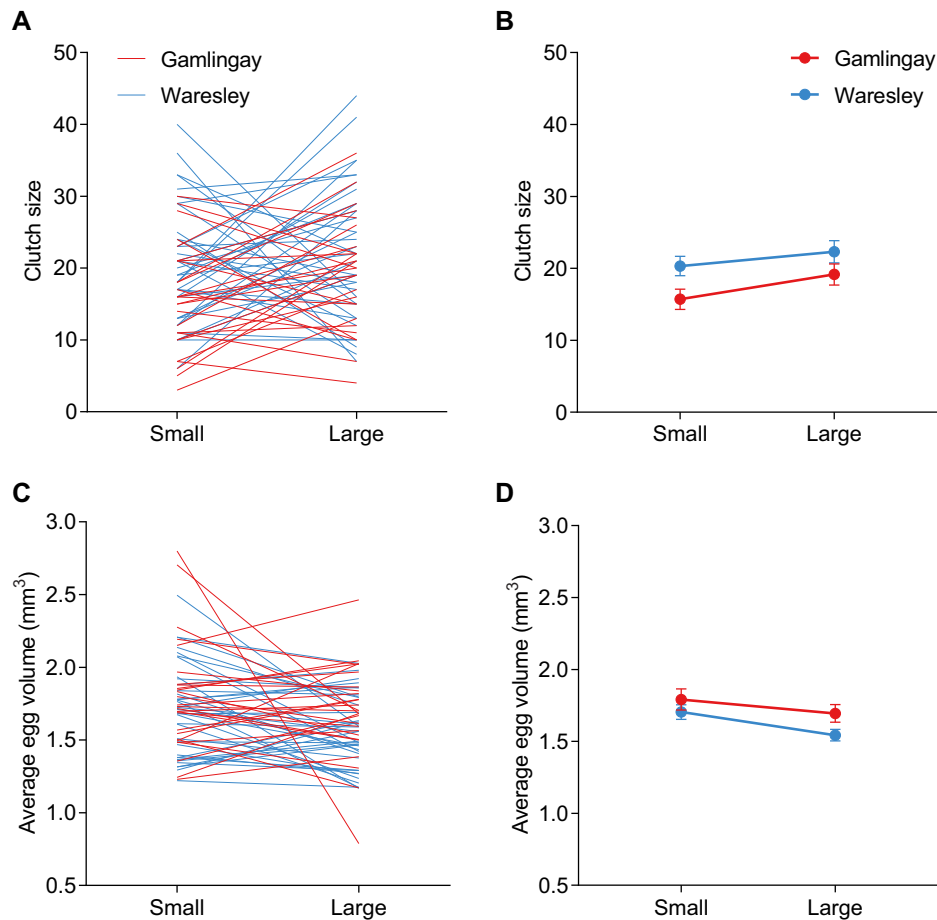 A
Clutch size
50
40
30
20
10
0
Gamlingay
Waresley
Small Large
B
Clutch size
50
40
30
20
10
0
Gamlingay
Waresley
Small Large
C
Average egg volume (mm³)
3.0
2.5
2.0
1.5
1.0
0.5
Small Large
D
Average egg volume (mm³)
3.0
2.5
2.0
1.5
1.0
0.5
Small Large